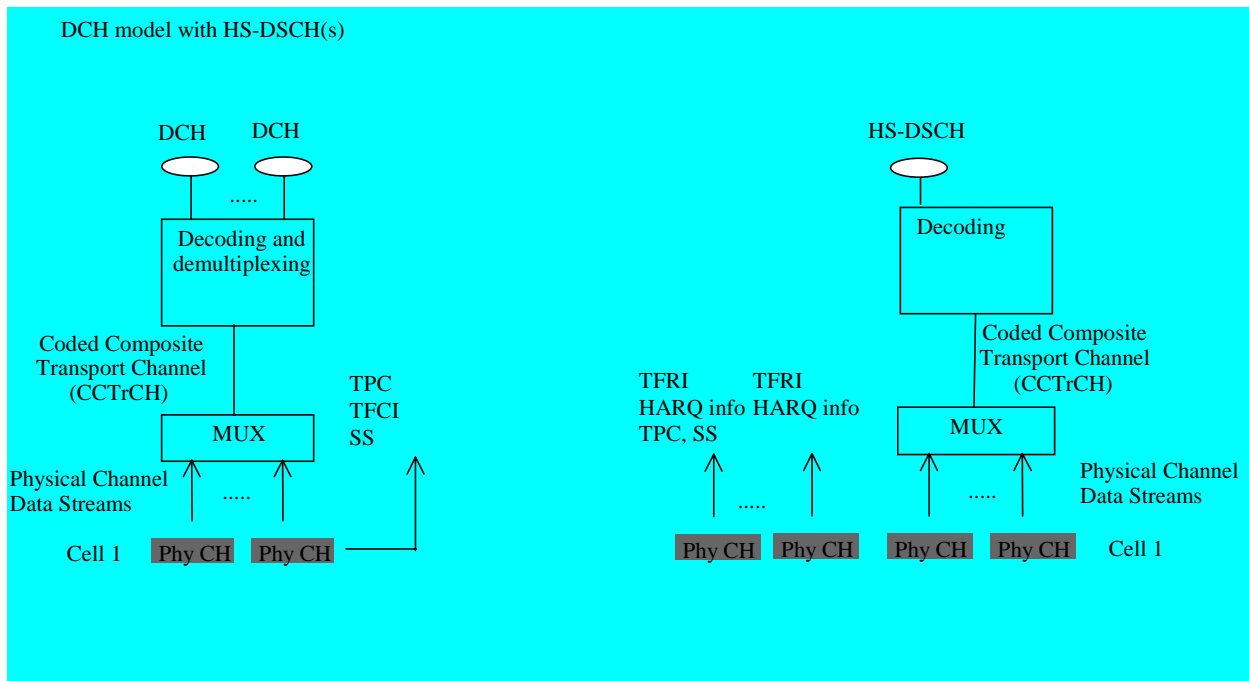 DCH model with HS-DSCH(s)
DCH
DCH
.....
Decoding and
demultiplexing
Coded Composite
Transport Channel
(CCTrCH)
MUX
TPC
TFCI
SS
Physical Channel
Data Streams
.....
Cell 1
Phy CH
Phy CH
HS-DSCH
Decoding
Coded Composite
Transport Channel
(CCTrCH)
TFRI
HARQ info
TPC, SS
TFRI
HARQ info
MUX
.....
.....
Physical Channel
Data Streams
Phy CH
Phy CH
Phy CH
Phy CH
Cell 1